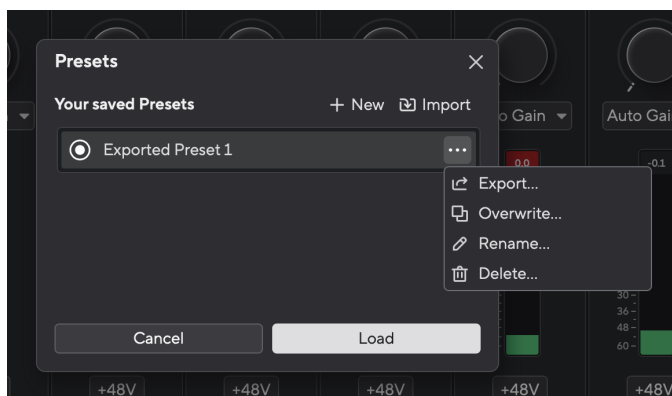 Presets
Your saved Presets
+ New
Import
Exported Preset 1
Export...
Overwrite...
Rename...
Delete...
Cancel
Load
o Gain
Auto Gai
0.0
-0.1
30
36
48
60
+48V
+48V
+48V
+48V
+48V